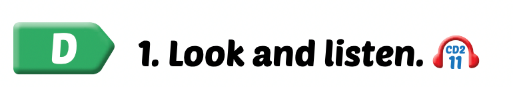 D 1. Look and listen. CD2 11